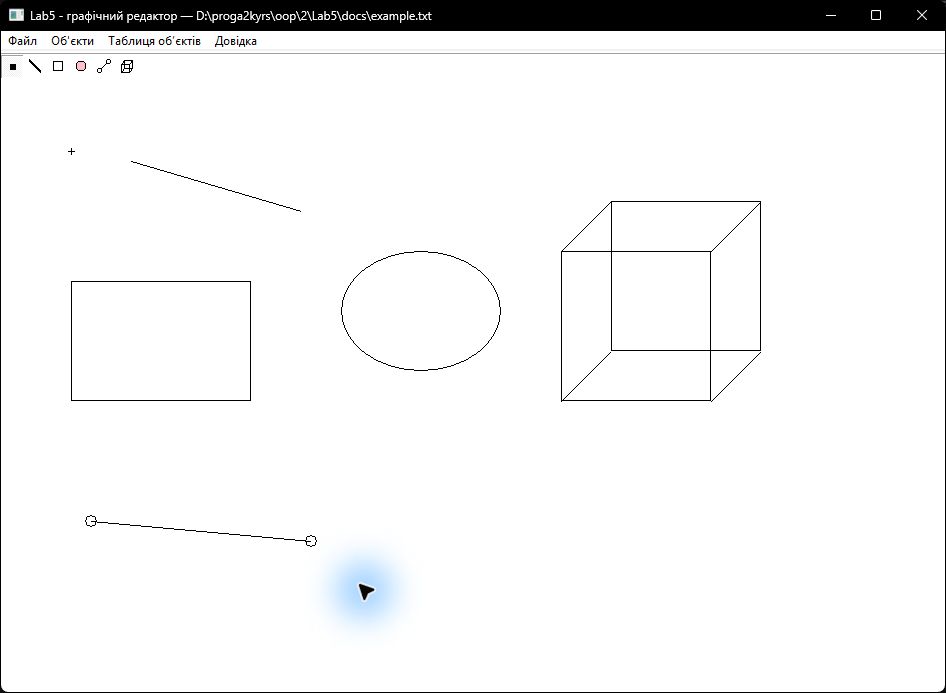 Lab5 - графічний редактор — D:\proga2kyrs\oop\2\Lab5\docs\example.txt
Файл Об'єкти Таблиця об'єктів Довідка